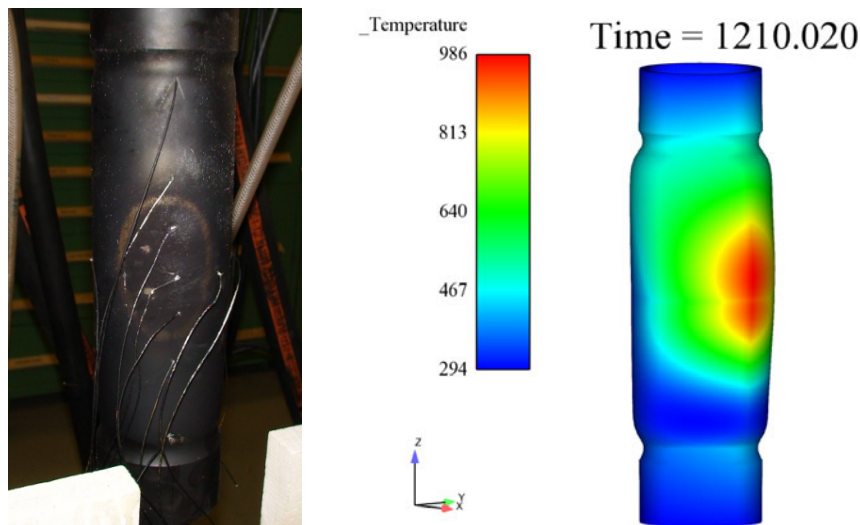 _Temperature
Time = 1210.020
986
813
640
467
294
Z
Y
X